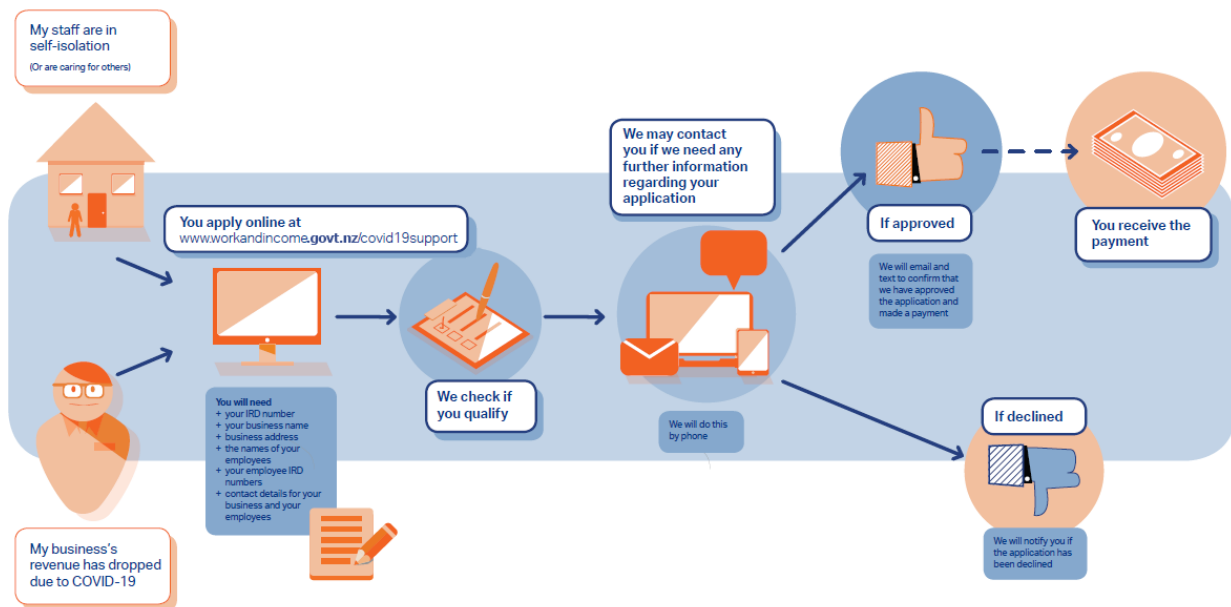 My staff are in
self-isolation
(Or are caring for others)
You apply online at
www.workandincome.govt.nz/covid19support
You will need
+ your IRD number
+ your business name
+ business address
+ the names of your
employees
+ your employee IRD
numbers
+ contact details for your
business and your
employees
My business's
revenue has dropped
due to COVID-19
We check if
you qualify
We may contact
you if we need any
further information
regarding your
application
We will do this
by phone
If approved
We will email and
text to confirm that
we have approved
the application and
made a payment
You receive the
payment
If declined
We will notify you if
the application has
been declined